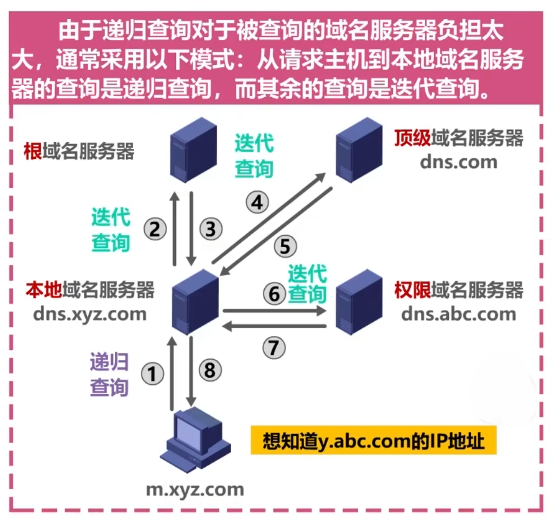 由于递归查询对于被查询的域名服务器负担太
大，通常采用以下模式：从请求主机到本地域名服务
器的查询是递归查询，而其余的查询是迭代查询。
根域名服务器
迭代
查询
顶级域名服务器
dns.com
迭代
查询
②
③
④
⑤
本地域名服务器
dns.xyz.com
⑥
迭代
查询
⑦
权限域名服务器
dns.abc.com
递归
查询
①
⑧
想知道y.abc.com的IP地址
m.xyz.com